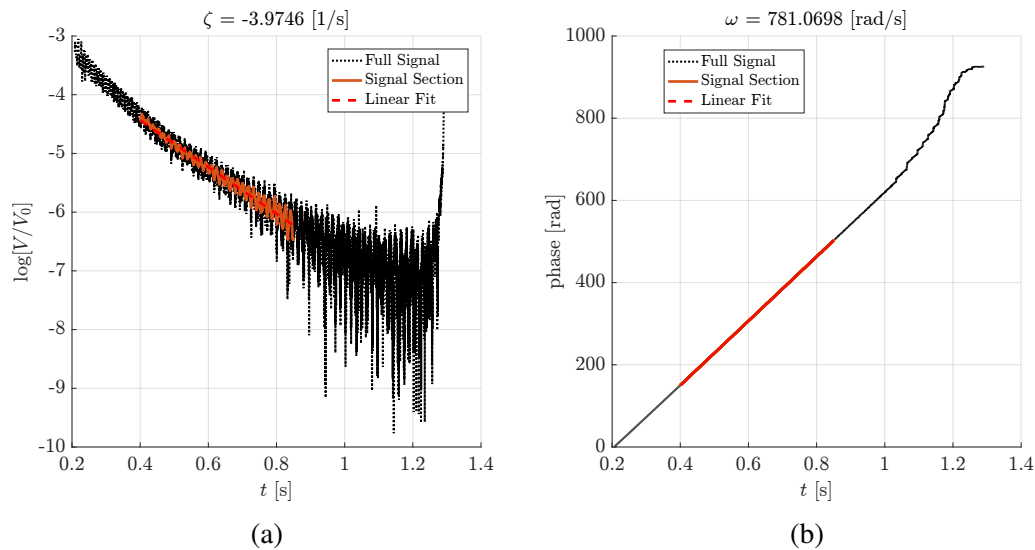 ζ = -3.9746 [1/s]
-3
-4
-5
-6
-7
-8
-9
-10
log[V/V₀]
Full Signal
Signal Section
Linear Fit
0.2 0.4 0.6 0.8 1 1.2 1.4
t [s]
(a)
ω = 781.0698 [rad/s]
1000
800
600
400
200
0
phase [rad]
Full Signal
Signal Section
Linear Fit
0.2 0.4 0.6 0.8 1 1.2 1.4
t [s]
(b)